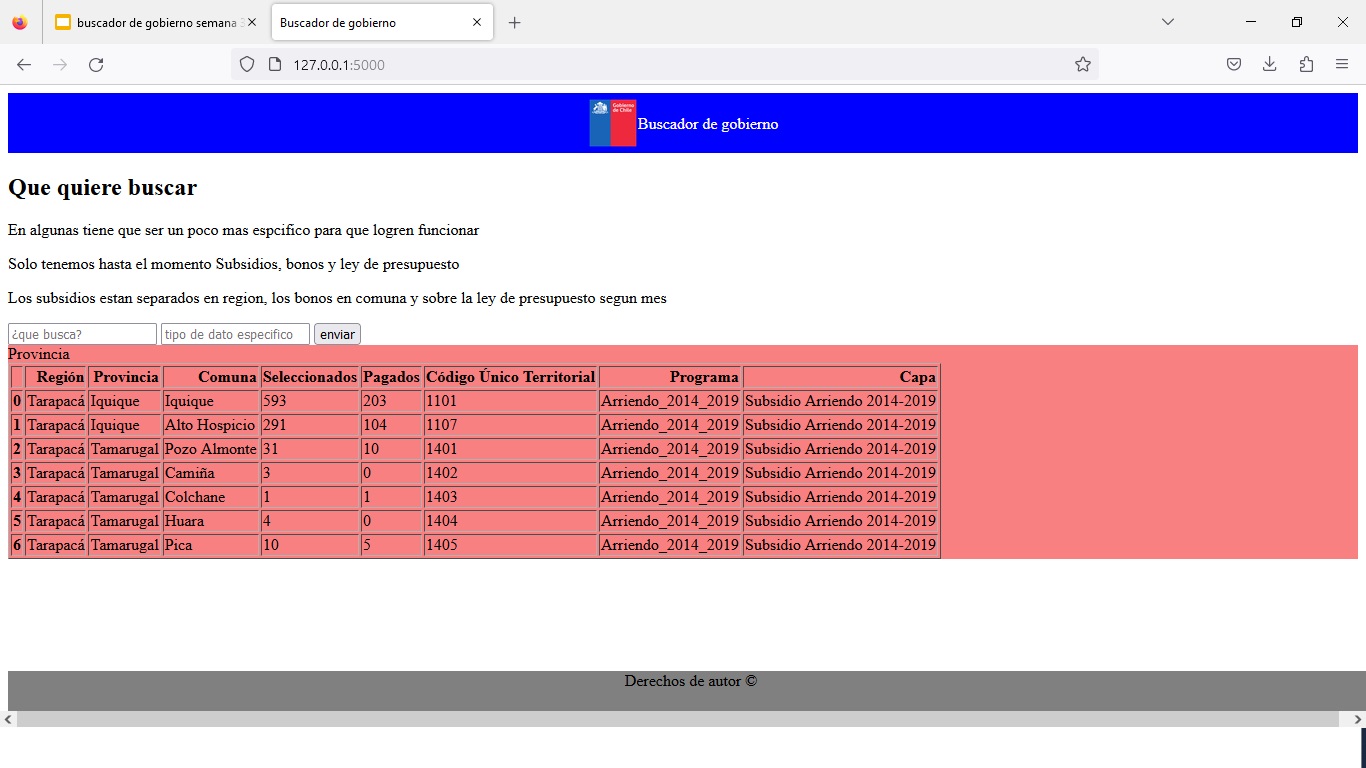 buscador de gobierno semana 3
Buscador de gobierno
127.0.0.1:5000
Gobierno
de Chile
Buscador de gobierno
Que quiere buscar
En algunas tiene que ser un poco mas espcifico para que logren funcionar
Solo tenemos hasta el momento Subsidios, bonos y ley de presupuesto
Los subsidios estan separados en region, los bonos en comuna y sobre la ley de presupuesto segun mes
¿que busca? tipo de dato especifico enviar
Provincia
Región Provincia Comuna Seleccionados Pagados Código Único Territorial Programa Capa
0 Tarapacá Iquique Iquique 593 203 1101 Arriendo_2014_2019 Subsidio Arriendo 2014-2019
1 Tarapacá Iquique Alto Hospicio 291 104 1107 Arriendo_2014_2019 Subsidio Arriendo 2014-2019
2 Tarapacá Tamarugal Pozo Almonte 31 10 1401 Arriendo_2014_2019 Subsidio Arriendo 2014-2019
3 Tarapacá Tamarugal Camiña 3 0 1402 Arriendo_2014_2019 Subsidio Arriendo 2014-2019
4 Tarapacá Tamarugal Colchane 1 1 1403 Arriendo_2014_2019 Subsidio Arriendo 2014-2019
5 Tarapacá Tamarugal Huara 4 0 1404 Arriendo_2014_2019 Subsidio Arriendo 2014-2019
6 Tarapacá Tamarugal Pica 10 5 1405 Arriendo_2014_2019 Subsidio Arriendo 2014-2019
Derechos de autor ©